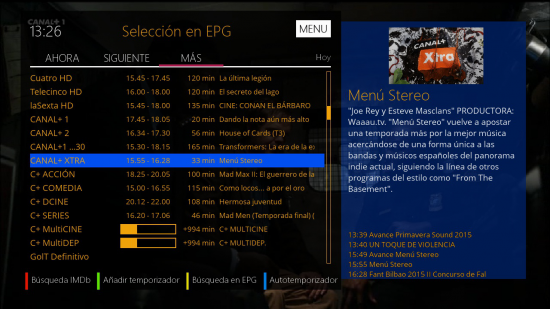 CANAL+ 1
13:26
Selección en EPG
MENU
AHORA SIGUIENTE MÁS Hoy
Cuatro HD 15.45 - 17.45 120 min La última legión
Telecinco HD 16.00 - 18.00 120 min El secreto del lago
laSexta HD 15.45 - 18.00 135 min CINE: CONAN EL BÁRBARO
CANAL+ 1 17.45 - 18.05 20 min Dando la nota aún más alto
CANAL+ 2 16.34 - 17.30 56 min House of Cards (T3)
CANAL+1 ...30 15.30 - 18.15 165 min Transformers: La era de la e
CANAL+ XTRA 15.55 - 16.28 33 min Menú Stereo
C+ ACCIÓN 18.25 - 20.05 100 min Mad Max II: El guerrero de la
C+ COMEDIA 15.00 - 16.55 115 min Como locos... a por el oro
C+ DCINE 20.12 - 22.00 108 min Hermosa juventud
C+ SERIES 16.20 - 17.06 46 min Mad Men (Temporada final) (
C+ MultiCINE +994 min C+ MULTICINE
C+ MultiDEP +994 min C+ MULTIDEP.
GolT Definitivo
Búsqueda IMDb Añadir temporizador Búsqueda en EPG Autotemporizador
CANAL+
Xtra
Menú Stereo
"Joe Rey y Esteve Masclans" PRODUCTORA:
Waaau.tv. "Menú Stereo" vuelve a apostar
una temporada más por la mejor música
acercándose de una forma única a las
bandas y músicos españoles del panorama
indie actual, siguiendo la línea de otros
programas del estilo como "From The
Basement".
13:39 Avance Primavera Sound 2015
13:40 UN TOQUE DE VIOLENCIA
15:49 Avance Menú Stereo
15:55 Menú Stereo
16:28 Fant Bilbao 2015 II Concurso de Fal